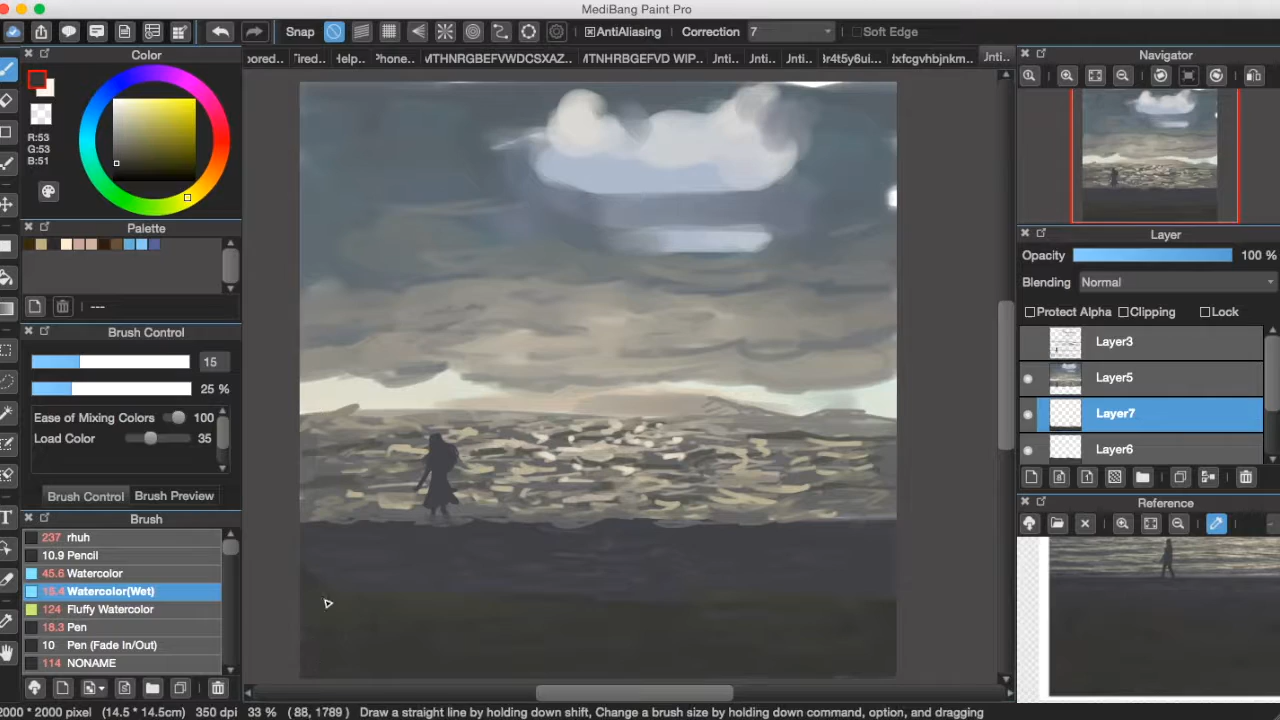 MediBang Paint Pro
Snap AntiAliasing Correction 7 Soft Edge
Color
R:53
G:53
B:51
Palette
---
Brush Control
15
25 %
Ease of Mixing Colors 100
Load Color 35
Brush Control Brush Preview
Brush
237 rhuh
10.9 Pencil
45.6 Watercolor
Watercolor(Wet)
124 Fluffy Watercolor
18.3 Pen
10 Pen (Fade In/Out)
114 NONAME
Help.. Jnti.. Jnti.. Jnti.. Jnti..
Navigator
Layer
Opacity 100 %
Blending Normal
Protect Alpha Clipping Lock
Layer3
Layer5
Layer7
Layer6
Reference
2000 * 2000 pixel (14.5 * 14.5cm) 350 dpi 33 % (88, 1789) Draw a straight line by holding down shift, Change a brush size by holding down command, option, and dragging